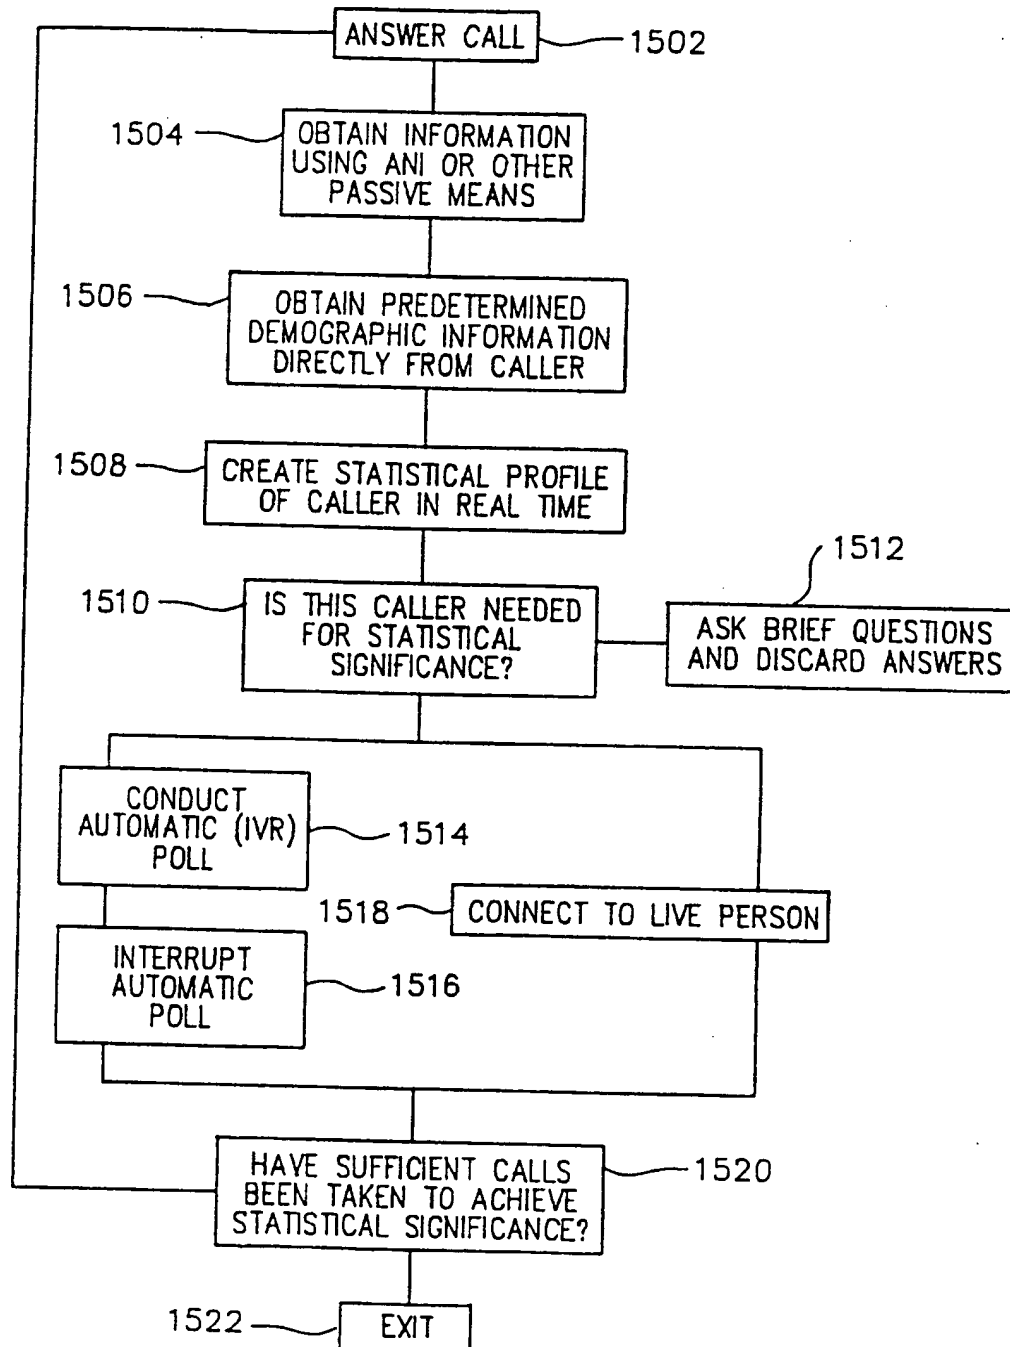 ANSWER CALL
1502
1504
OBTAIN INFORMATION
USING ANI OR OTHER
PASSIVE MEANS
1506
OBTAIN PREDETERMINED
DEMOGRAPHIC INFORMATION
DIRECTLY FROM CALLER
1508
CREATE STATISTICAL PROFILE
OF CALLER IN REAL TIME
1510
IS THIS CALLER NEEDED
FOR STATISTICAL
SIGNIFICANCE?
1512
ASK BRIEF QUESTIONS
AND DISCARD ANSWERS
CONDUCT
AUTOMATIC (IVR)
POLL
1514
1518
CONNECT TO LIVE PERSON
INTERRUPT
AUTOMATIC
POLL
1516
HAVE SUFFICIENT CALLS
BEEN TAKEN TO ACHIEVE
STATISTICAL SIGNIFICANCE?
1520
1522
EXIT